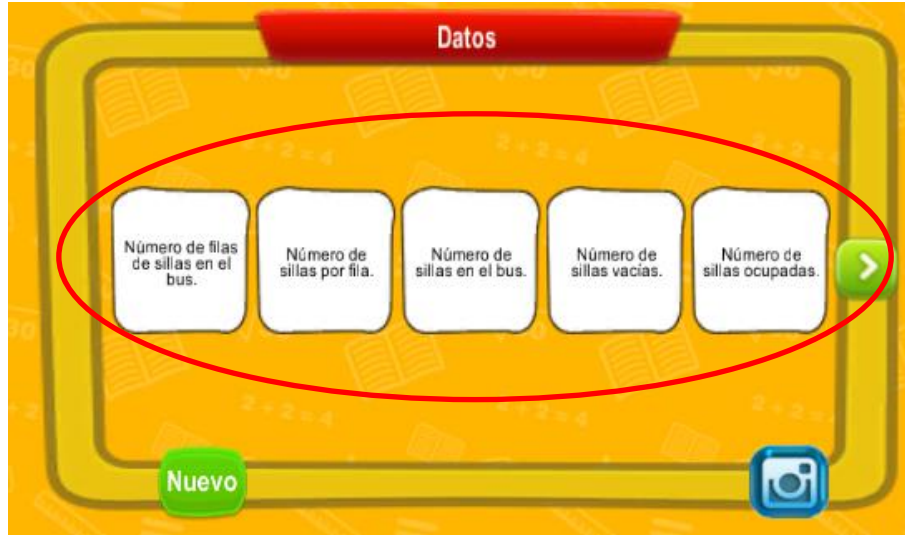 Datos
Número de filas
de sillas en el
bus.
Número de
sillas por fila.
Número de
sillas en el bus.
Número de
sillas vacías.
Número de
sillas ocupadas.
Nuevo